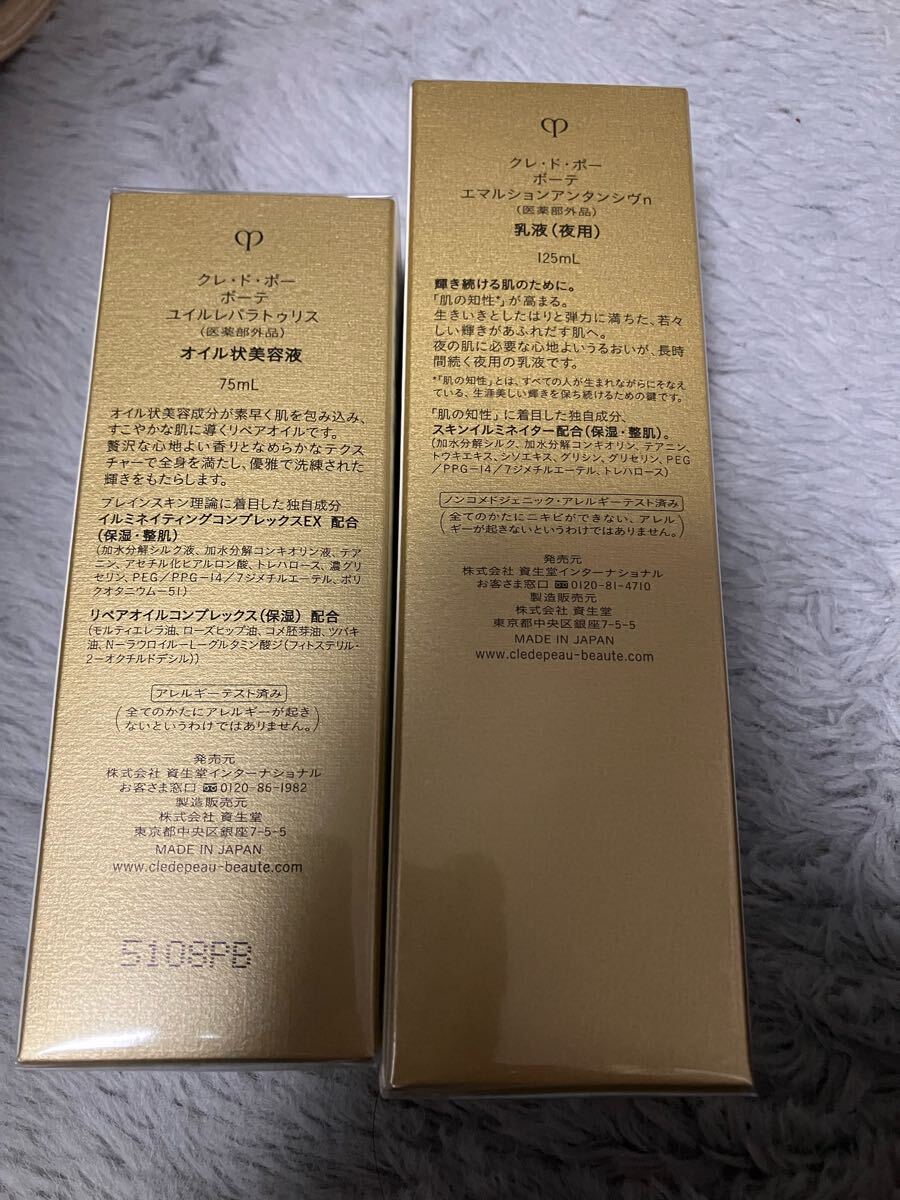 クレ・ド・ポー
ボーテ
ユイルレパラトゥリス
(医薬部外品)
オイル状美容液
75mL
オイル状美容成分が素早く肌を包み込み、
すこやかな肌に導くリペアオイルです。
贅沢な心地よい香りとなめらかなテクス
チャーで全身を満たし、優雅で洗練された
輝きをもたらします。
ブレインスキン理論に着目した独自成分
イルミネイティングコンプレックスEX 配合
(保湿・整肌)
(加水分解シルク液、加水分解コンキオリン液、テア
ニン、アセチル化ヒアルロン酸、トレハロース、濃グリ
セリン、PEG/PPG-14/7ジメチルエーテル、ポリ
クオタニウム-51)
リペアオイルコンプレックス(保湿) 配合
(モルティエレラ油、ローズヒップ油、コメ胚芽油、ツバキ
油、N-ラウロイル-L-グルタミン酸ジ(フィトステリル・
2-オクチルドデシル))
アレルギーテスト済み
(全てのかたにアレルギーが起き
ないというわけではありません。)
発売元
株式会社 資生堂インターナショナル
お客さま窓口 0120-86-1982
製造販売元
株式会社 資生堂
東京都中央区銀座7-5-5
MADE IN JAPAN
www.cledepeau-beaute.com
5108PB
クレ・ド・ポー
ボーテ
エマルションアンタンシヴn
(医薬部外品)
乳液(夜用)
125mL
輝き続ける肌のために。
「肌の知性*」が高まる。
生きいきとしたはりと弾力に満ちた、若々
しい輝きがあふれだす肌へ。
夜の肌に必要な心地よいうるおいが、長時
間続く夜用の乳液です。
*「肌の知性」とは、すべての人が生まれながらにそなえ
ている、生涯美しい輝きを保ち続けるための鍵です。
「肌の知性」に着目した独自成分、
スキンイルミネイター配合(保湿・整肌)。
(加水分解シルク、加水分解コンキオリン、テアニン、
トウキエキス、シソエキス、グリシン、グリセリン、PEG
/PPG-14/7ジメチルエーテル、トレハロース)
ノンコメドジェニック・アレルギーテスト済み
(全てのかたにニキビができない、アレル
ギーが起きないというわけではありません。)
発売元
株式会社 資生堂インターナショナル
お客さま窓口 0120-81-4710
製造販売元
株式会社 資生堂
東京都中央区銀座7-5-5
MADE IN JAPAN
www.cledepeau-beaute.com